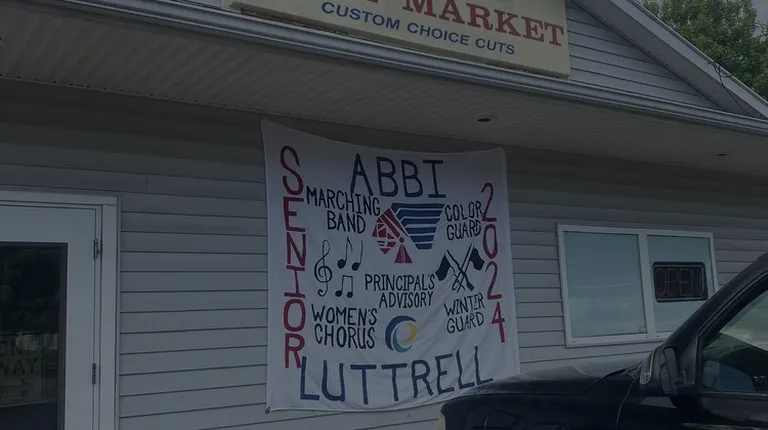 MARKET
CUSTOM CHOICE CUTS
SENIOR
ABBI
2024
MARCHING
BAND
COLOR
GUARD
PRINCIPAL'S
ADVISORY
WOMEN'S
CHORUS
WINTER
GUARD
LUTTRELL
OPEN